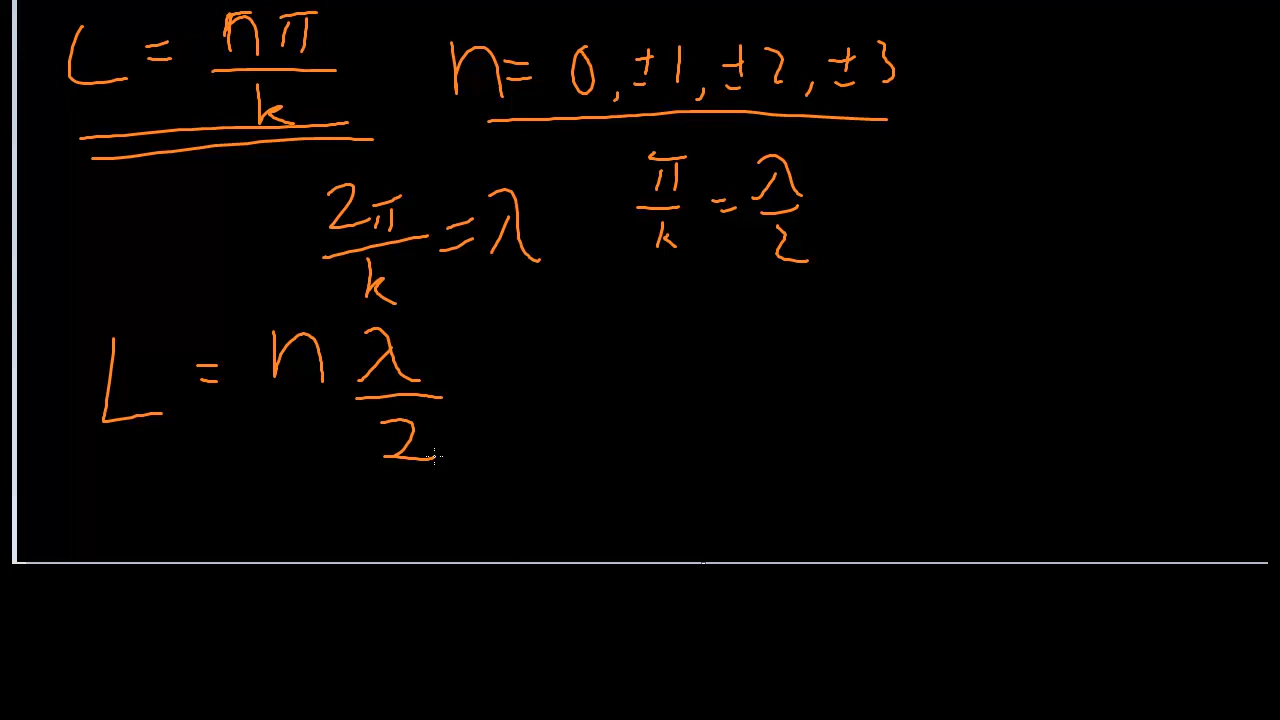 L = nπ/k   n = 0, ±1, ±2, ±3
2π/k = λ   π/k = λ/2
L = n λ/2